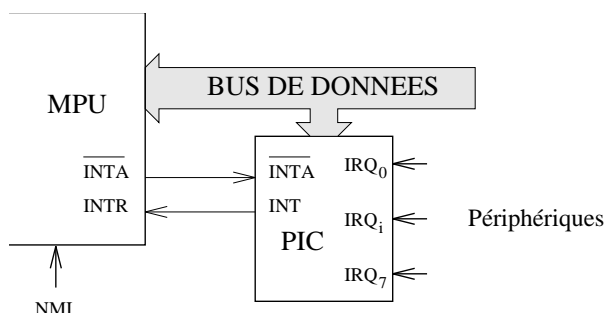 BUS DE DONNEES
MPU
INTA
INTR
INTA
INT
PIC
IRQ0
IRQi
IRQ7
Périphériques
NMI